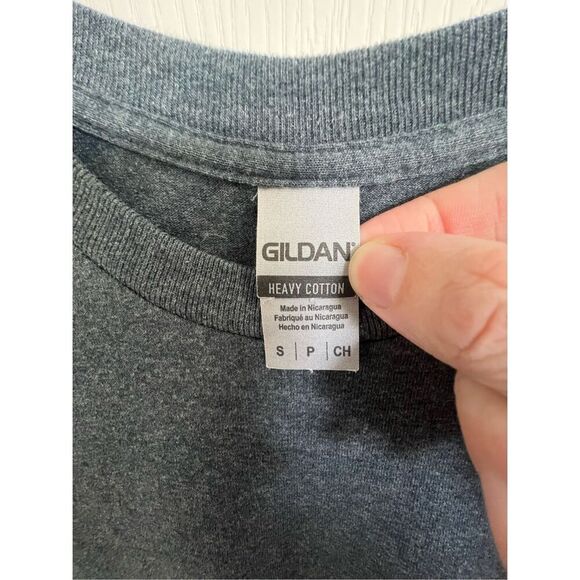 GILDAN
HEAVY COTTON
Made in Nicaragua
Fabriqué au Nicaragua
Hecho en Nicaragua
S | P | CH